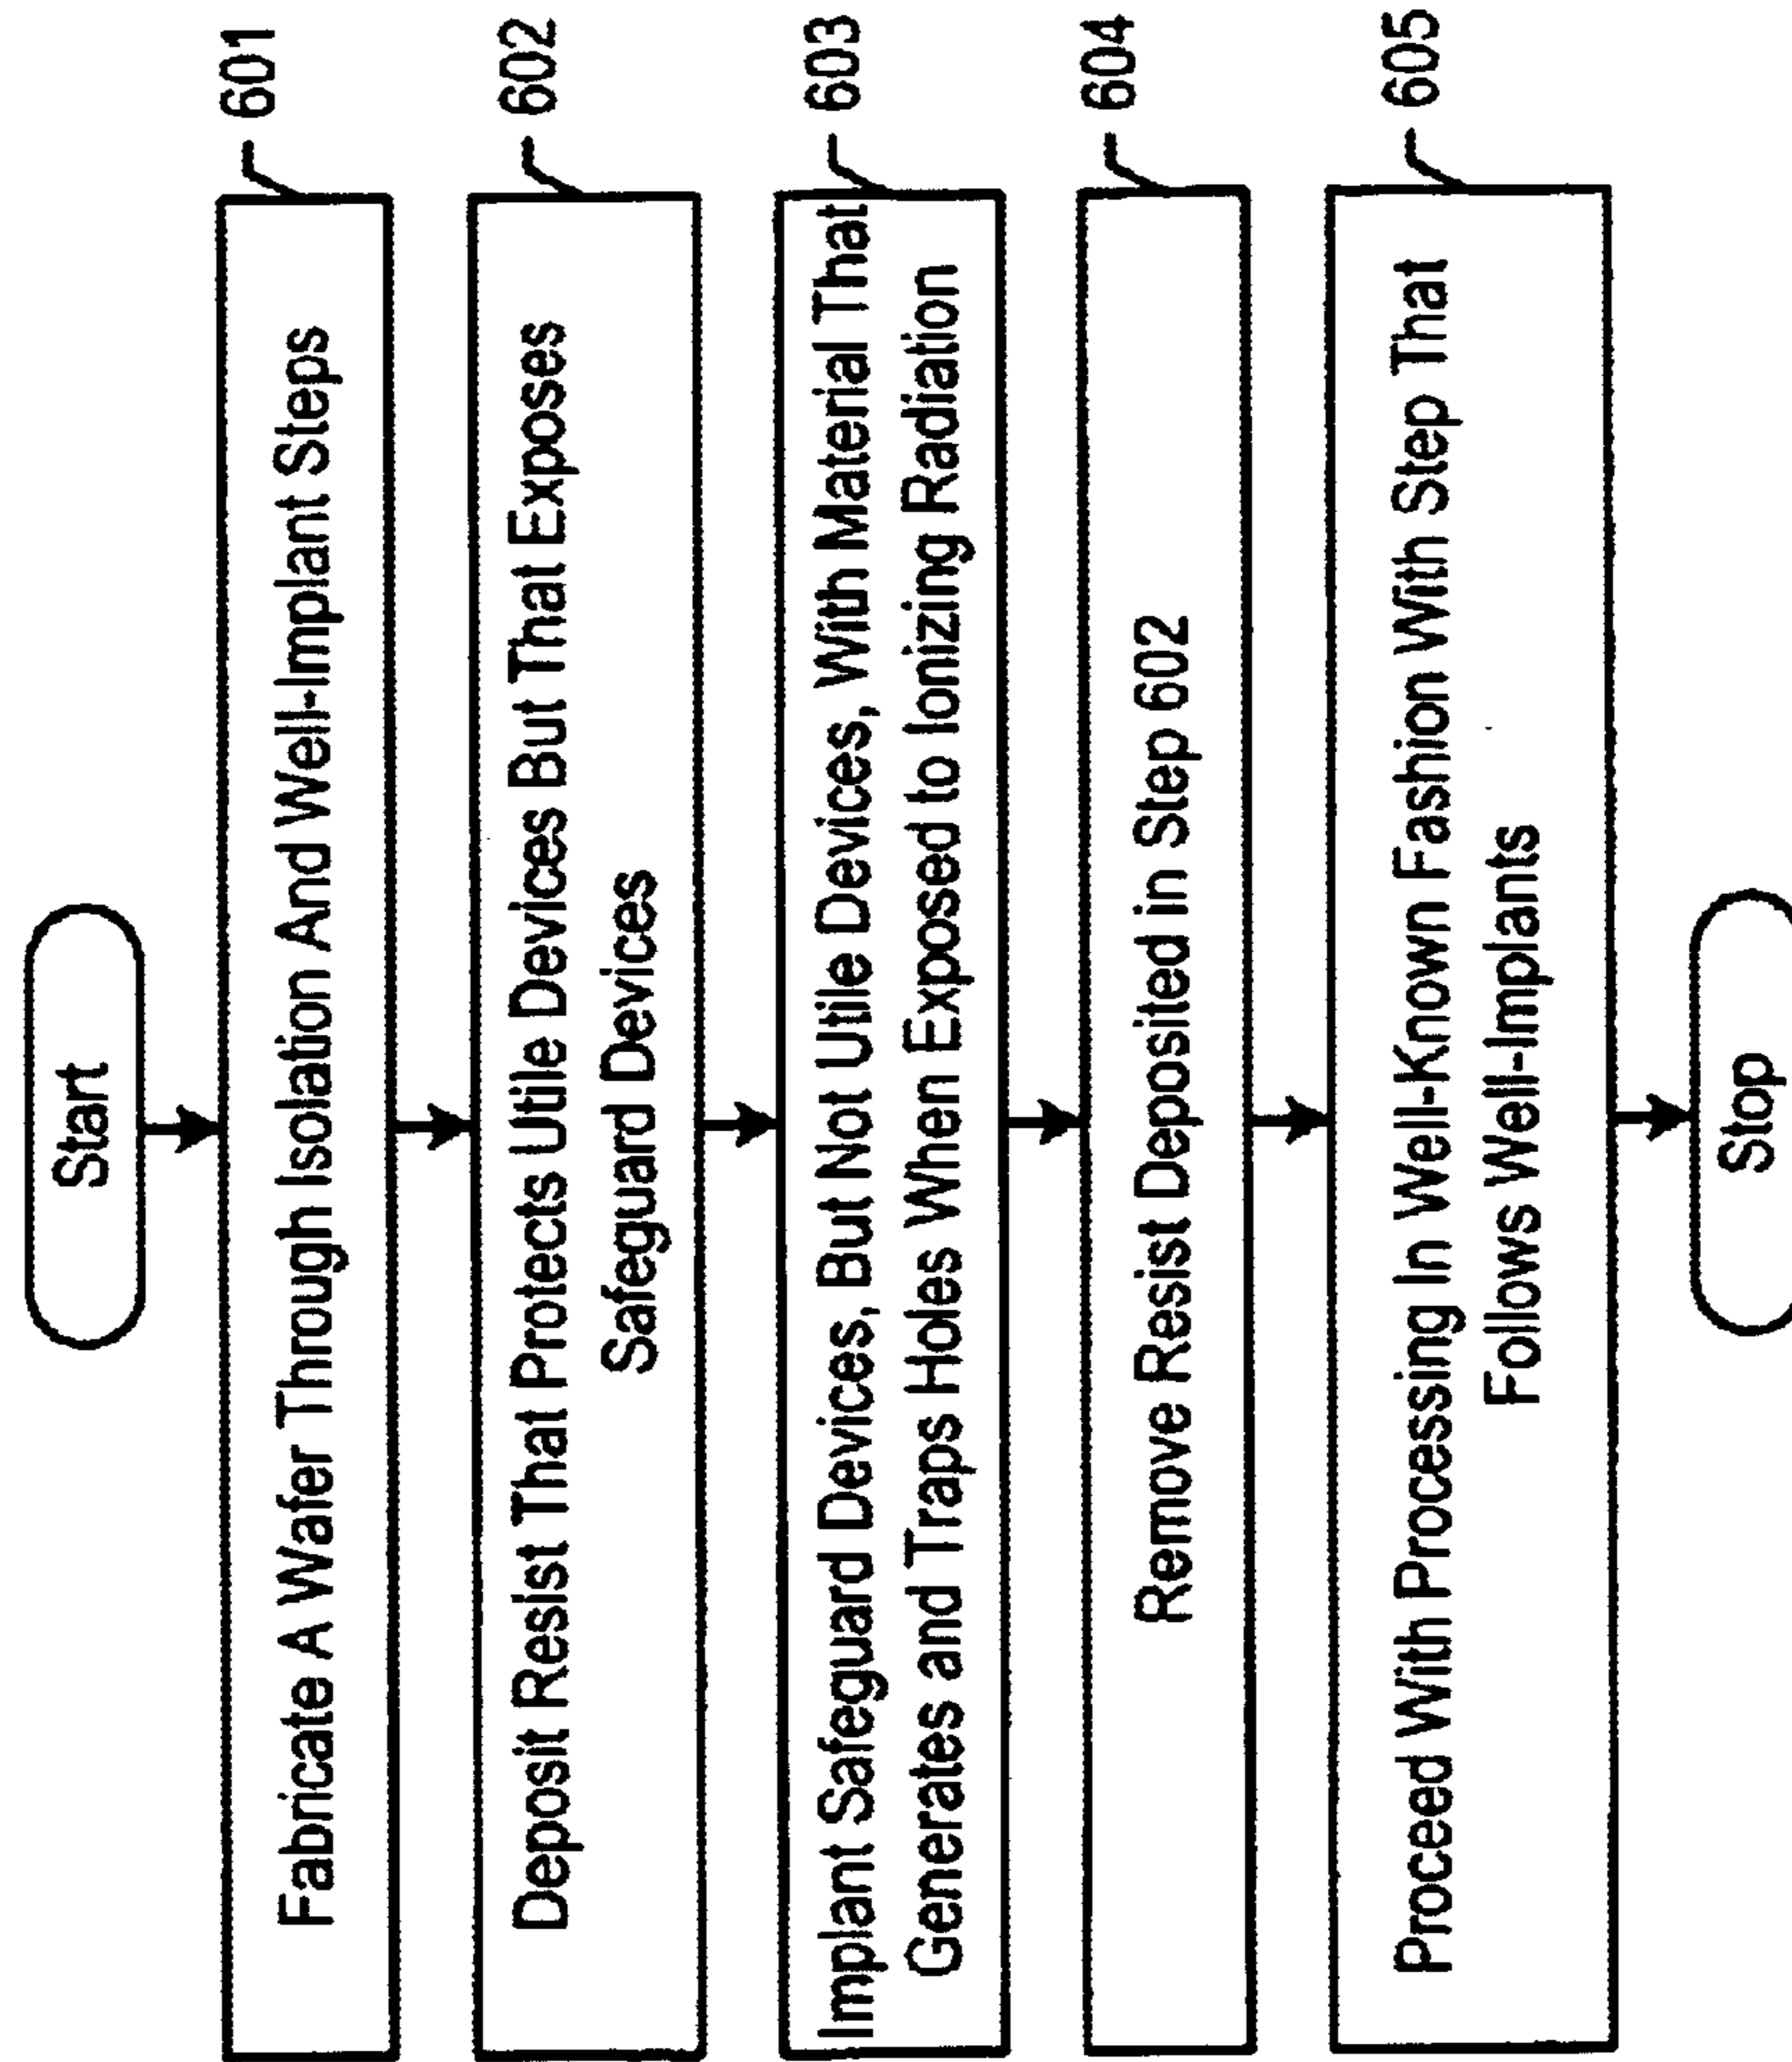 Start
Fabricate A Wafer Through Isolation And Well-Implant Steps
601
Deposit Resist That Protects Utile Devices But That Exposes
Safeguard Devices
602
Implant Safeguard Devices, But Not Utile Devices, With Material That
Generates and Traps Holes When Exposed to Ionizing Radiation
603
Remove Resist Deposited in Step 602
604
Proceed With Processing In Well-Known Fashion With Step That
Follows Well-Implants
605
Stop